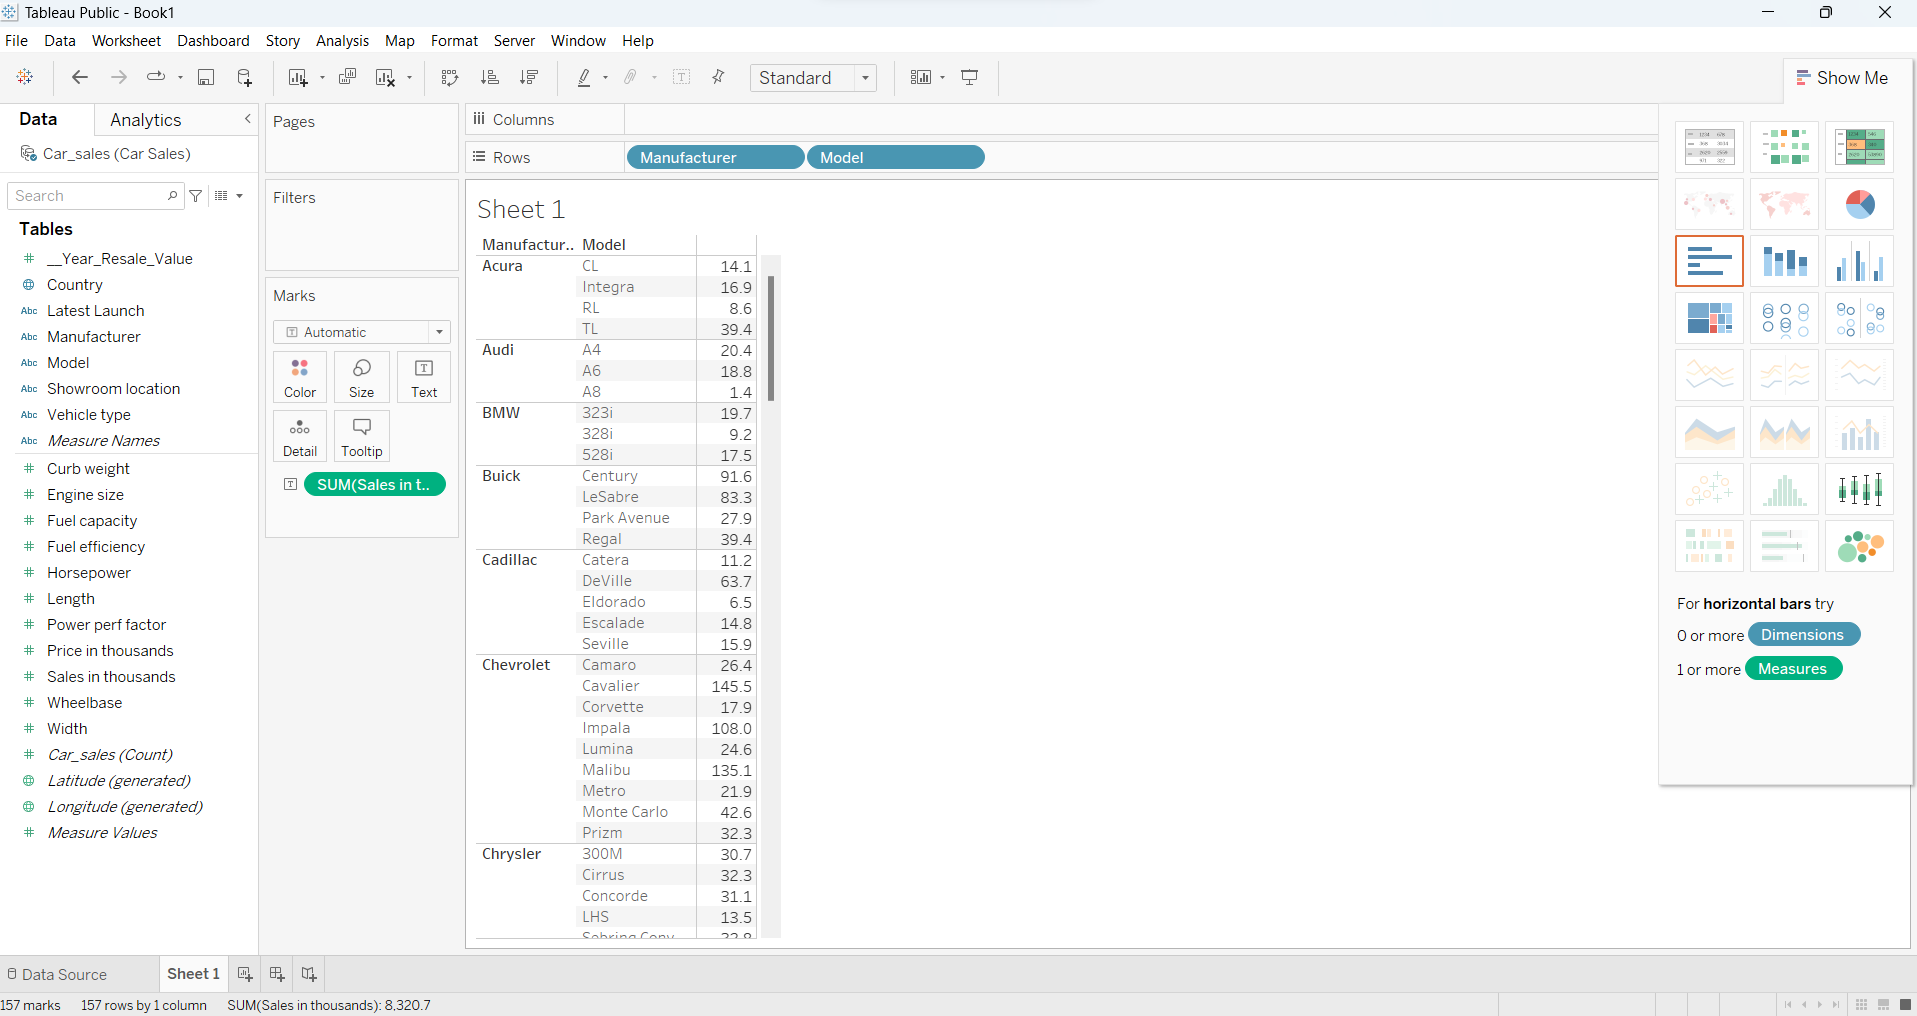 Tableau Public - Book1
File Data Worksheet Dashboard Story Analysis Map Format Server Window Help
Standard
Show Me
Data Analytics
Car_sales (Car Sales)
Search
Tables
__Year_Resale_Value
Country
Abc Latest Launch
Abc Manufacturer
Abc Model
Abc Showroom location
Abc Vehicle type
Abc Measure Names
Curb weight
Engine size
Fuel capacity
Fuel efficiency
Horsepower
Length
Power perf factor
Price in thousands
Sales in thousands
Wheelbase
Width
Car_sales (Count)
Latitude (generated)
Longitude (generated)
Measure Values
Pages
Filters
Marks
Automatic
Color Size Text
Detail Tooltip
SUM(Sales in t..
Columns
Rows Manufacturer Model
Sheet 1
Manufactur.. Model
Acura CL 14.1
Integra 16.9
RL 8.6
TL 39.4
Audi A4 20.4
A6 18.8
A8 1.4
BMW 323i 19.7
328i 9.2
528i 17.5
Buick Century 91.6
LeSabre 83.3
Park Avenue 27.9
Regal 39.4
Cadillac Catera 11.2
DeVille 63.7
Eldorado 6.5
Escalade 14.8
Seville 15.9
Chevrolet Camaro 26.4
Cavalier 145.5
Corvette 17.9
Impala 108.0
Lumina 24.6
Malibu 135.1
Metro 21.9
Monte Carlo 42.6
Prizm 32.3
Chrysler 300M 30.7
Cirrus 32.3
Concorde 31.1
LHS 13.5
For horizontal bars try
0 or more Dimensions
1 or more Measures
Data Source Sheet 1
157 marks 157 rows by 1 column SUM(Sales in thousands): 8,320.7